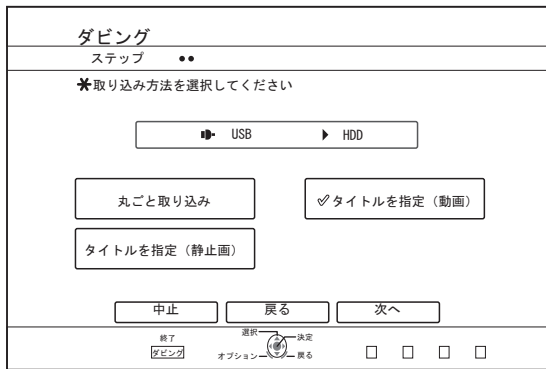 ダビング
ステップ ●●
✱取り込み方法を選択してください
USB ▶ HDD
丸ごと取り込み ✓タイトルを指定（動画）
タイトルを指定（静止画）
中止 戻る 次へ
終了 選択 決定
ダビング オプション 戻る